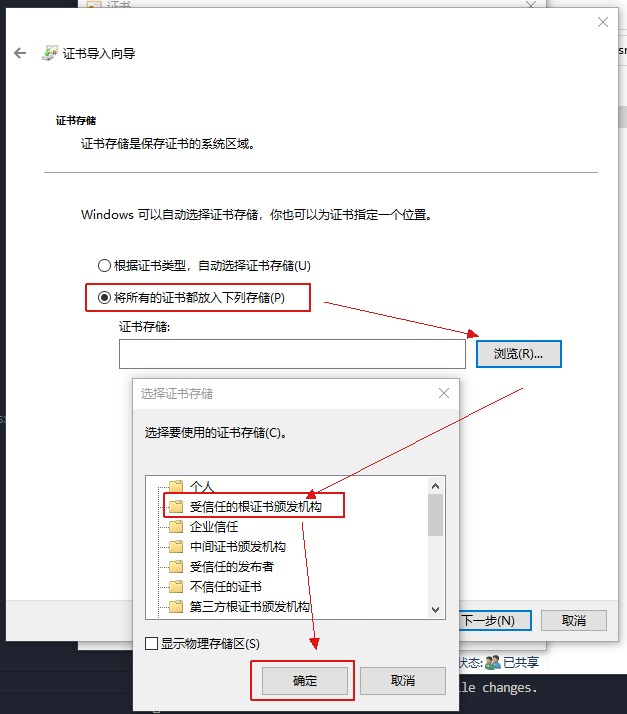 证书
证书导入向导
证书存储
证书存储是保存证书的系统区域。
Windows 可以自动选择证书存储，你也可以为证书指定一个位置。
根据证书类型，自动选择证书存储(U)
将所有的证书都放入下列存储(P)
证书存储:
浏览(R)...
选择证书存储
选择要使用的证书存储(C)。
个人
受信任的根证书颁发机构
企业信任
中间证书颁发机构
受信任的发布者
不信任的证书
第三方根证书颁发机构
显示物理存储区(S)
确定
取消
下一步(N)
取消
状态: 已共享
le changes.